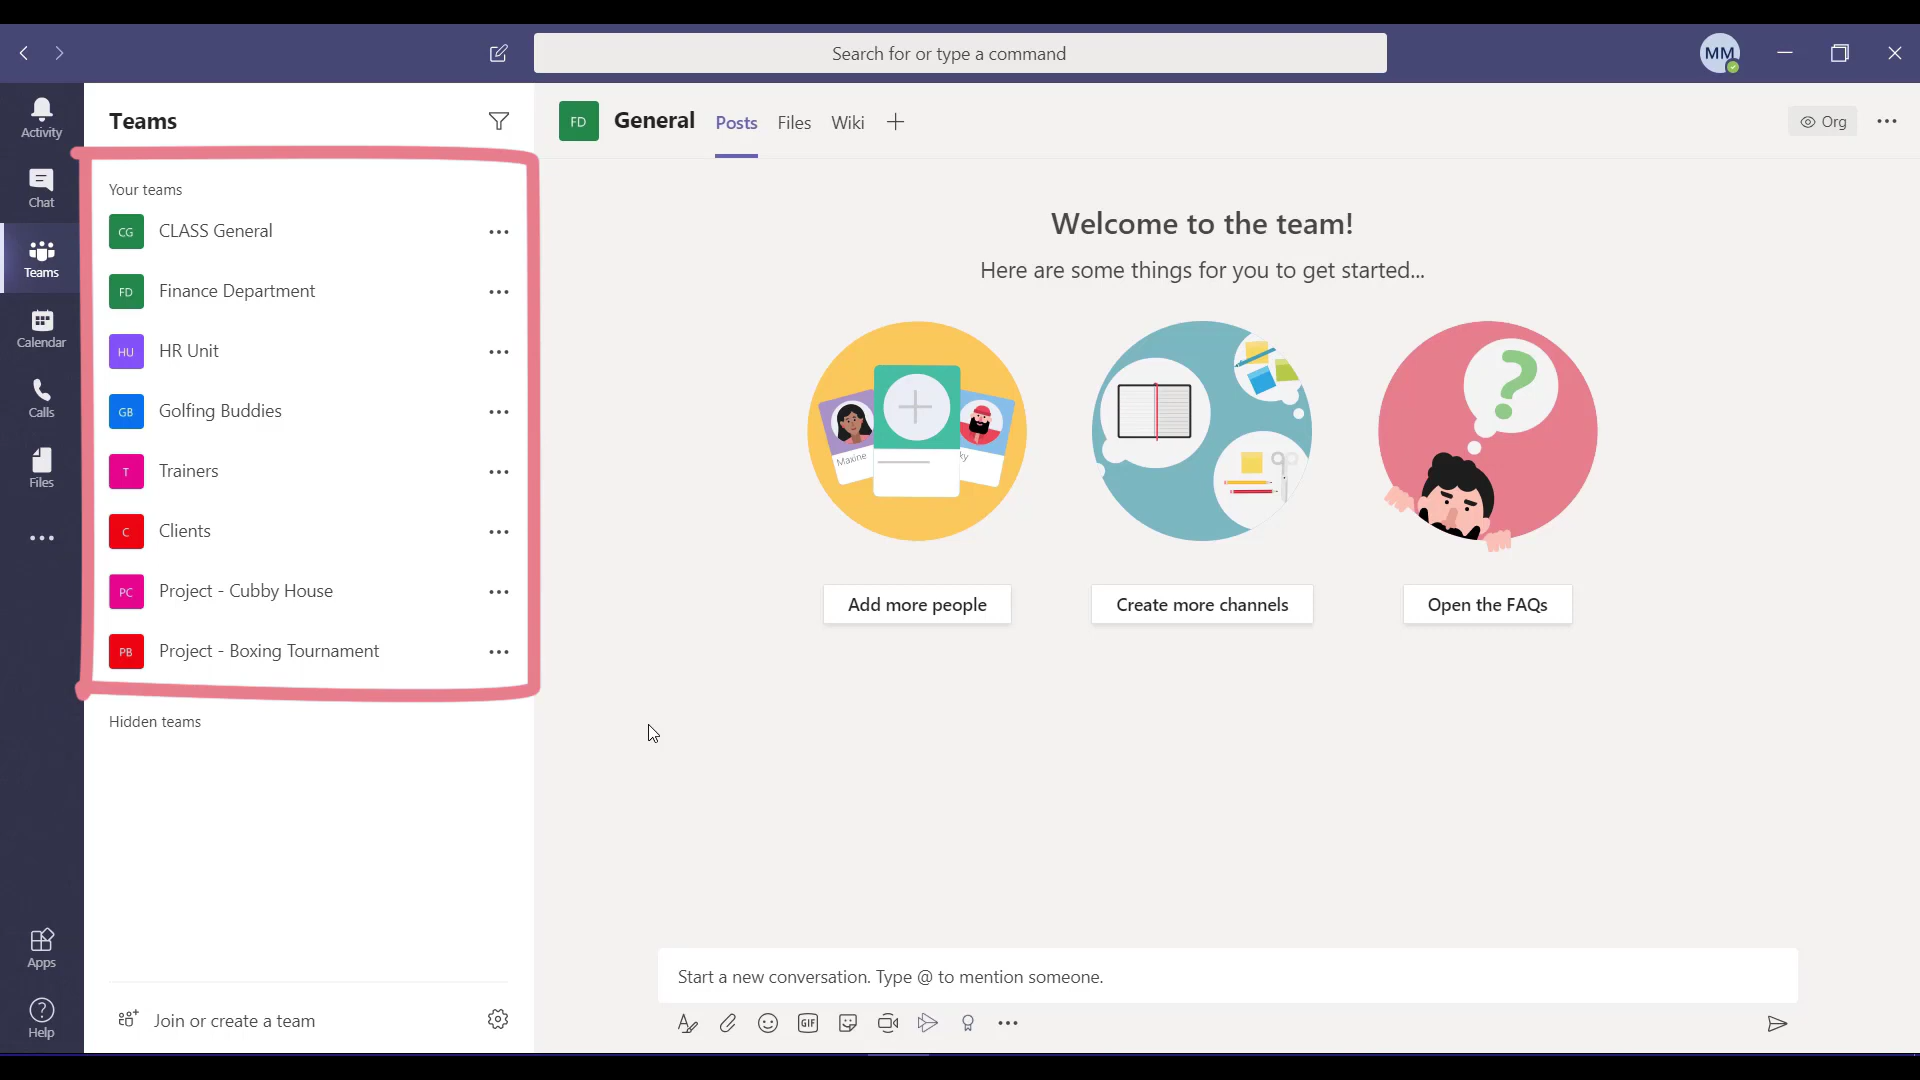 Search for or type a command
MM
Activity
Chat
Teams
Calendar
Calls
Files
Apps
Help
Teams
Your teams
CG CLASS General
FD Finance Department
HU HR Unit
GB Golfing Buddies
T Trainers
C Clients
PC Project - Cubby House
PB Project - Boxing Tournament
Hidden teams
Join or create a team
FD General Posts Files Wiki
Org
Welcome to the team!
Here are some things for you to get started...
Maxine
ky
?
Add more people
Create more channels
Open the FAQs
Start a new conversation. Type @ to mention someone.
GIF